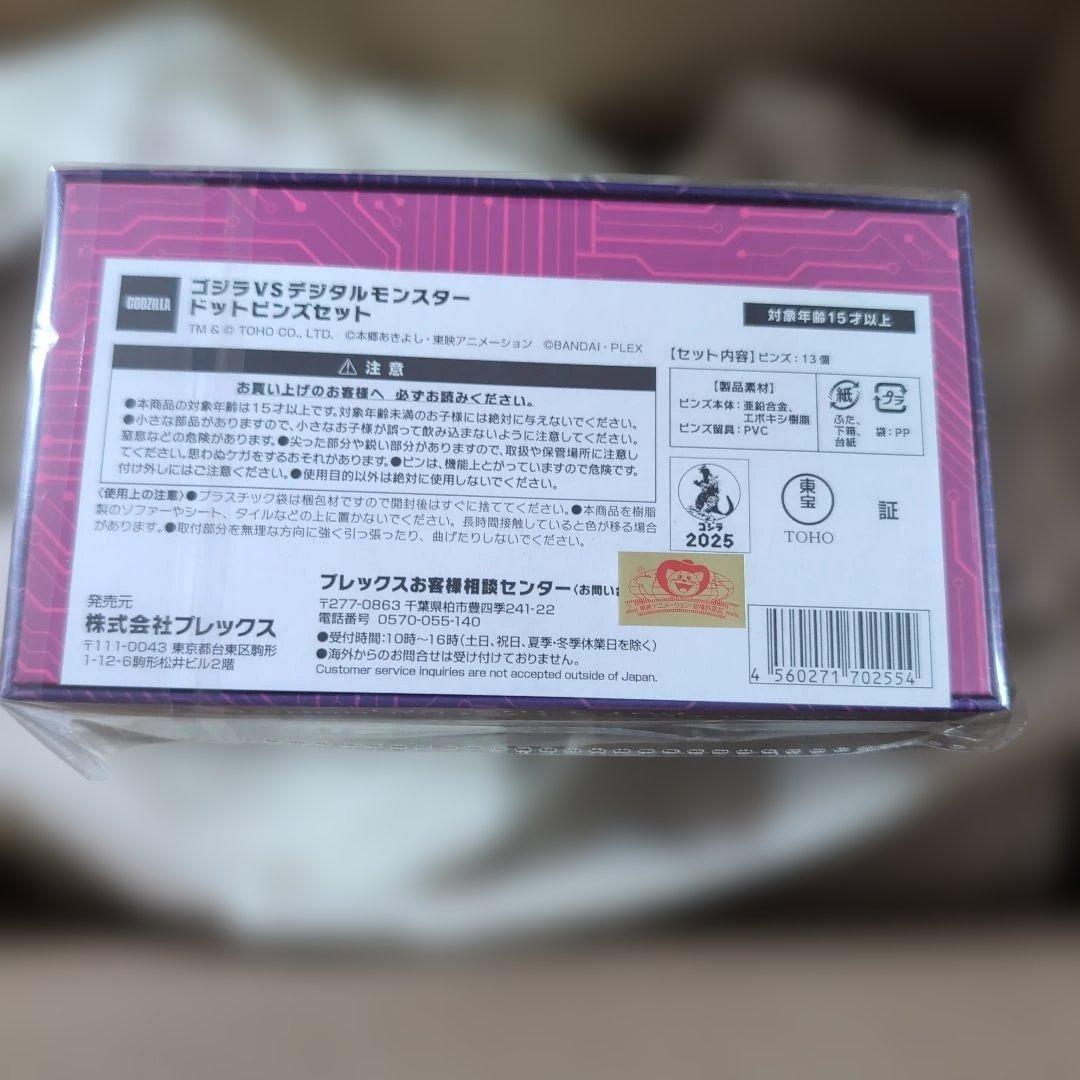 GODZILLA
ゴジラVSデジタルモンスター
ドットピンズセット
TM & © TOHO CO., LTD. ©本郷あきよし・東映アニメーション ©BANDAI・PLEX
対象年齢15才以上
⚠ 注意
お買い上げのお客様へ 必ずお読みください。
●本商品の対象年齢は15才以上です。対象年齢未満のお子様には絶対に与えないでください。
●小さな部品がありますので、小さなお子様が誤って飲み込まないように注意してください。
窒息などの危険があります。●尖った部分や鋭い部分がありますので、取扱や保管場所に注意し
てください。思わぬケガをするおそれがあります。●ピンは、機能上とがっていますので危険です。
付け外しにはご注意ください。●使用目的以外は絶対に使用しないでください。
〈使用上の注意〉●プラスチック袋は梱包材ですので開封後はすぐに捨ててください。●本商品を樹脂
製のソファーやシート、タイルなどの上に置かないでください。長時間接触していると色が移る場合
があります。●取付部分を無理な方向に強く引っ張ったり、曲げたりしないでください。
【セット内容】ピンズ:13個
【製品素材】
ピンズ本体:亜鉛合金、
エポキシ樹脂
ピンズ留具:PVC
紙
ふた、
下箱、
台紙
プラ
袋:PP
ゴジラ
2025
東宝
TOHO
証
発売元
株式会社プレックス
〒111-0043 東京都台東区駒形
1-12-6駒形松井ビル2階
プレックスお客様相談センター〈お問い
〒277-0863 千葉県柏市豊四季241-22
電話番号 0570-055-140
●受付時間:10時〜16時(土日、祝日、夏季・冬季休業日を除く)
●海外からのお問合せは受け付けておりません。
Customer service inquiries are not accepted outside of Japan.
東映アニメーション・版権許諾証
4 560271 702554